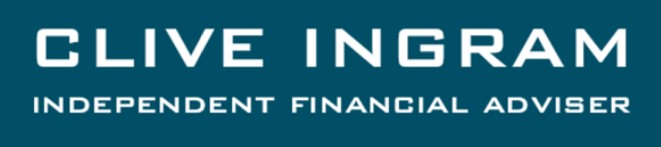 CLIVE INGRAM
INDEPENDENT FINANCIAL ADVISER